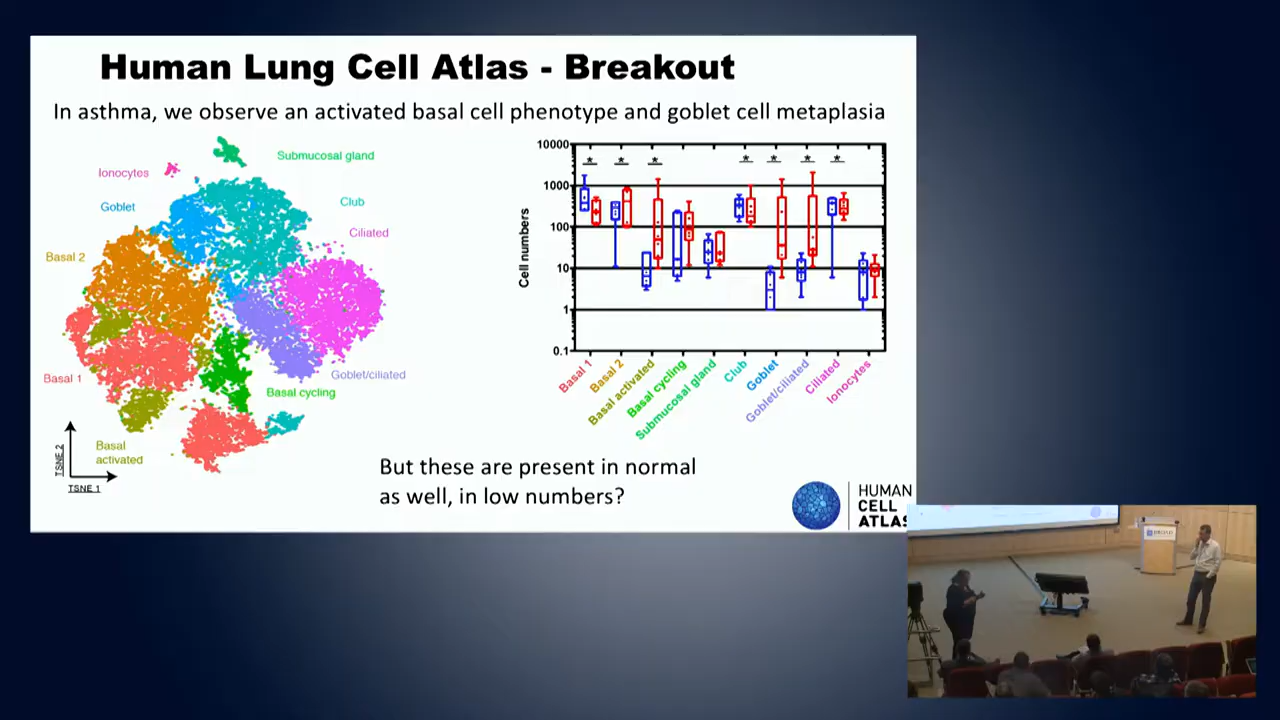 Human Lung Cell Atlas - Breakout
In asthma, we observe an activated basal cell phenotype and goblet cell metaplasia
Submucosal gland
Ionocytes
Goblet
Club
Ciliated
Basal 2
Basal 1
Goblet/ciliated
Basal cycling
Basal
activated
TSNE 2
TSNE 1
Cell numbers
10000
1000
100
10
1
0.1
* * * * * * *
Basal 1
Basal 2
Basal activated
Basal cycling
Submucosal gland
Club
Goblet
Goblet/ciliated
Ciliated
Ionocytes
But these are present in normal
as well, in low numbers?
HUMAN
CELL
ATLAS